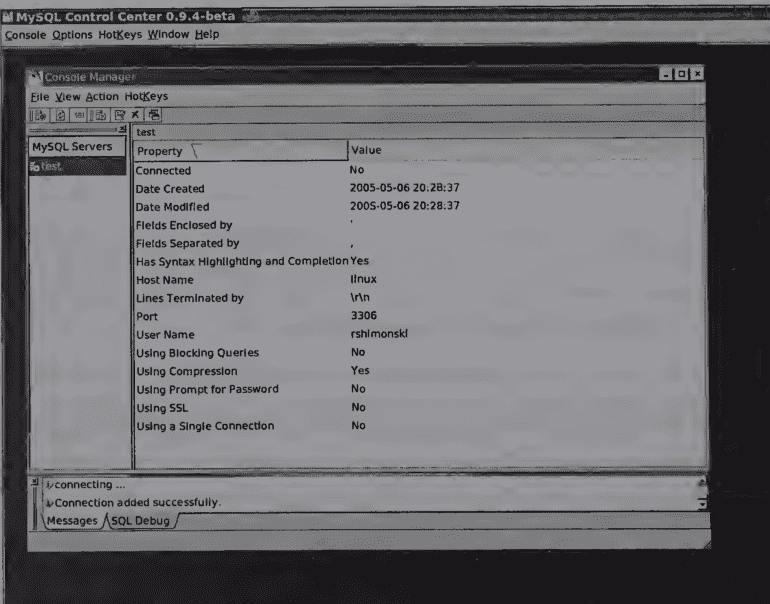 MySQL Control Center 0.9.4-beta
Console Options HotKeys Window Help
Console Manager
File View Action HotKeys
MySQL Servers
test
test
Property Value
Connected No
Date Created 2005-05-06 20:28:37
Date Modified 2005-05-06 20:28:37
Fields Enclosed by '
Fields Separated by ,
Has Syntax Highlighting and Completion Yes
Host Name linux
Lines Terminated by \r\n
Port 3306
User Name rshimonski
Using Blocking Queries No
Using Compression Yes
Using Prompt for Password No
Using SSL No
Using a Single Connection No
connecting ...
Connection added successfully.
Messages SQL Debug